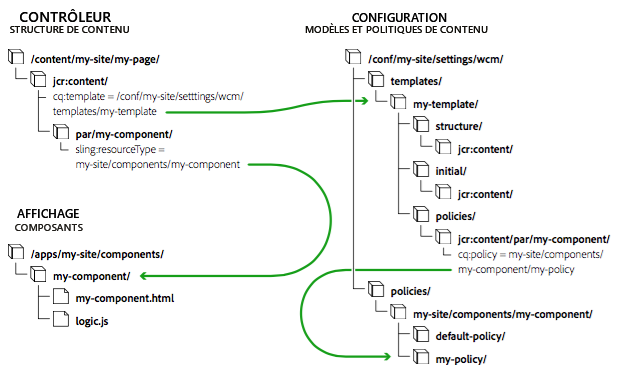 CONTRÔLEUR
STRUCTURE DE CONTENU
/content/my-site/my-page/
jcr:content/
cq:template = /conf/my-site/setttings/wcm/
templates/my-template
par/my-component/
sling:resourceType =
my-site/components/my-component
AFFICHAGE
COMPOSANTS
/apps/my-site/components/
my-component/
my-component.html
logic.js
CONFIGURATION
MODÈLES ET POLITIQUES DE CONTENU
/conf/my-site/settings/wcm/
templates/
my-template/
structure/
jcr:content/
initial/
jcr:content/
policies/
jcr:content/par/my-component/
cq:policy = my-site/components/
my-component/my-policy
policies/
my-site/components/my-component/
default-policy/
my-policy/